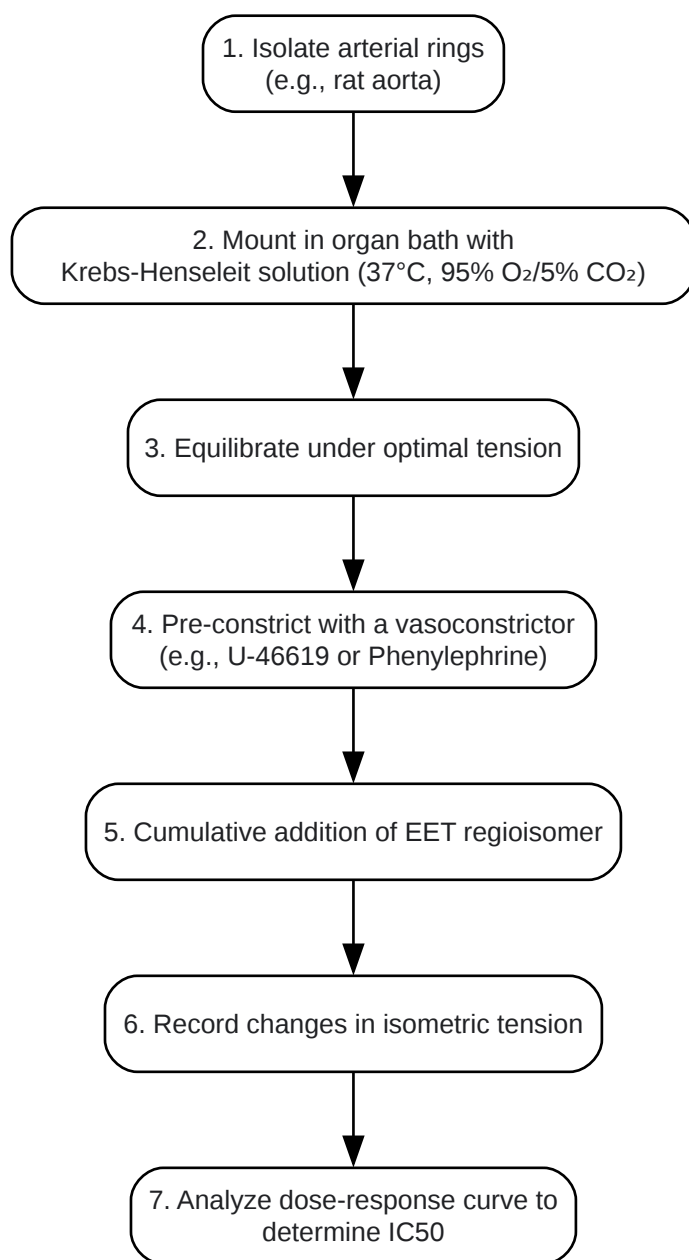 1. Isolate arterial rings
(e.g., rat aorta)
2. Mount in organ bath with
Krebs-Henseleit solution (37°C, 95% O₂/5% CO₂)
3. Equilibrate under optimal tension
4. Pre-constrict with a vasoconstrictor
(e.g., U-46619 or Phenylephrine)
5. Cumulative addition of EET regioisomer
6. Record changes in isometric tension
7. Analyze dose-response curve to
determine IC50